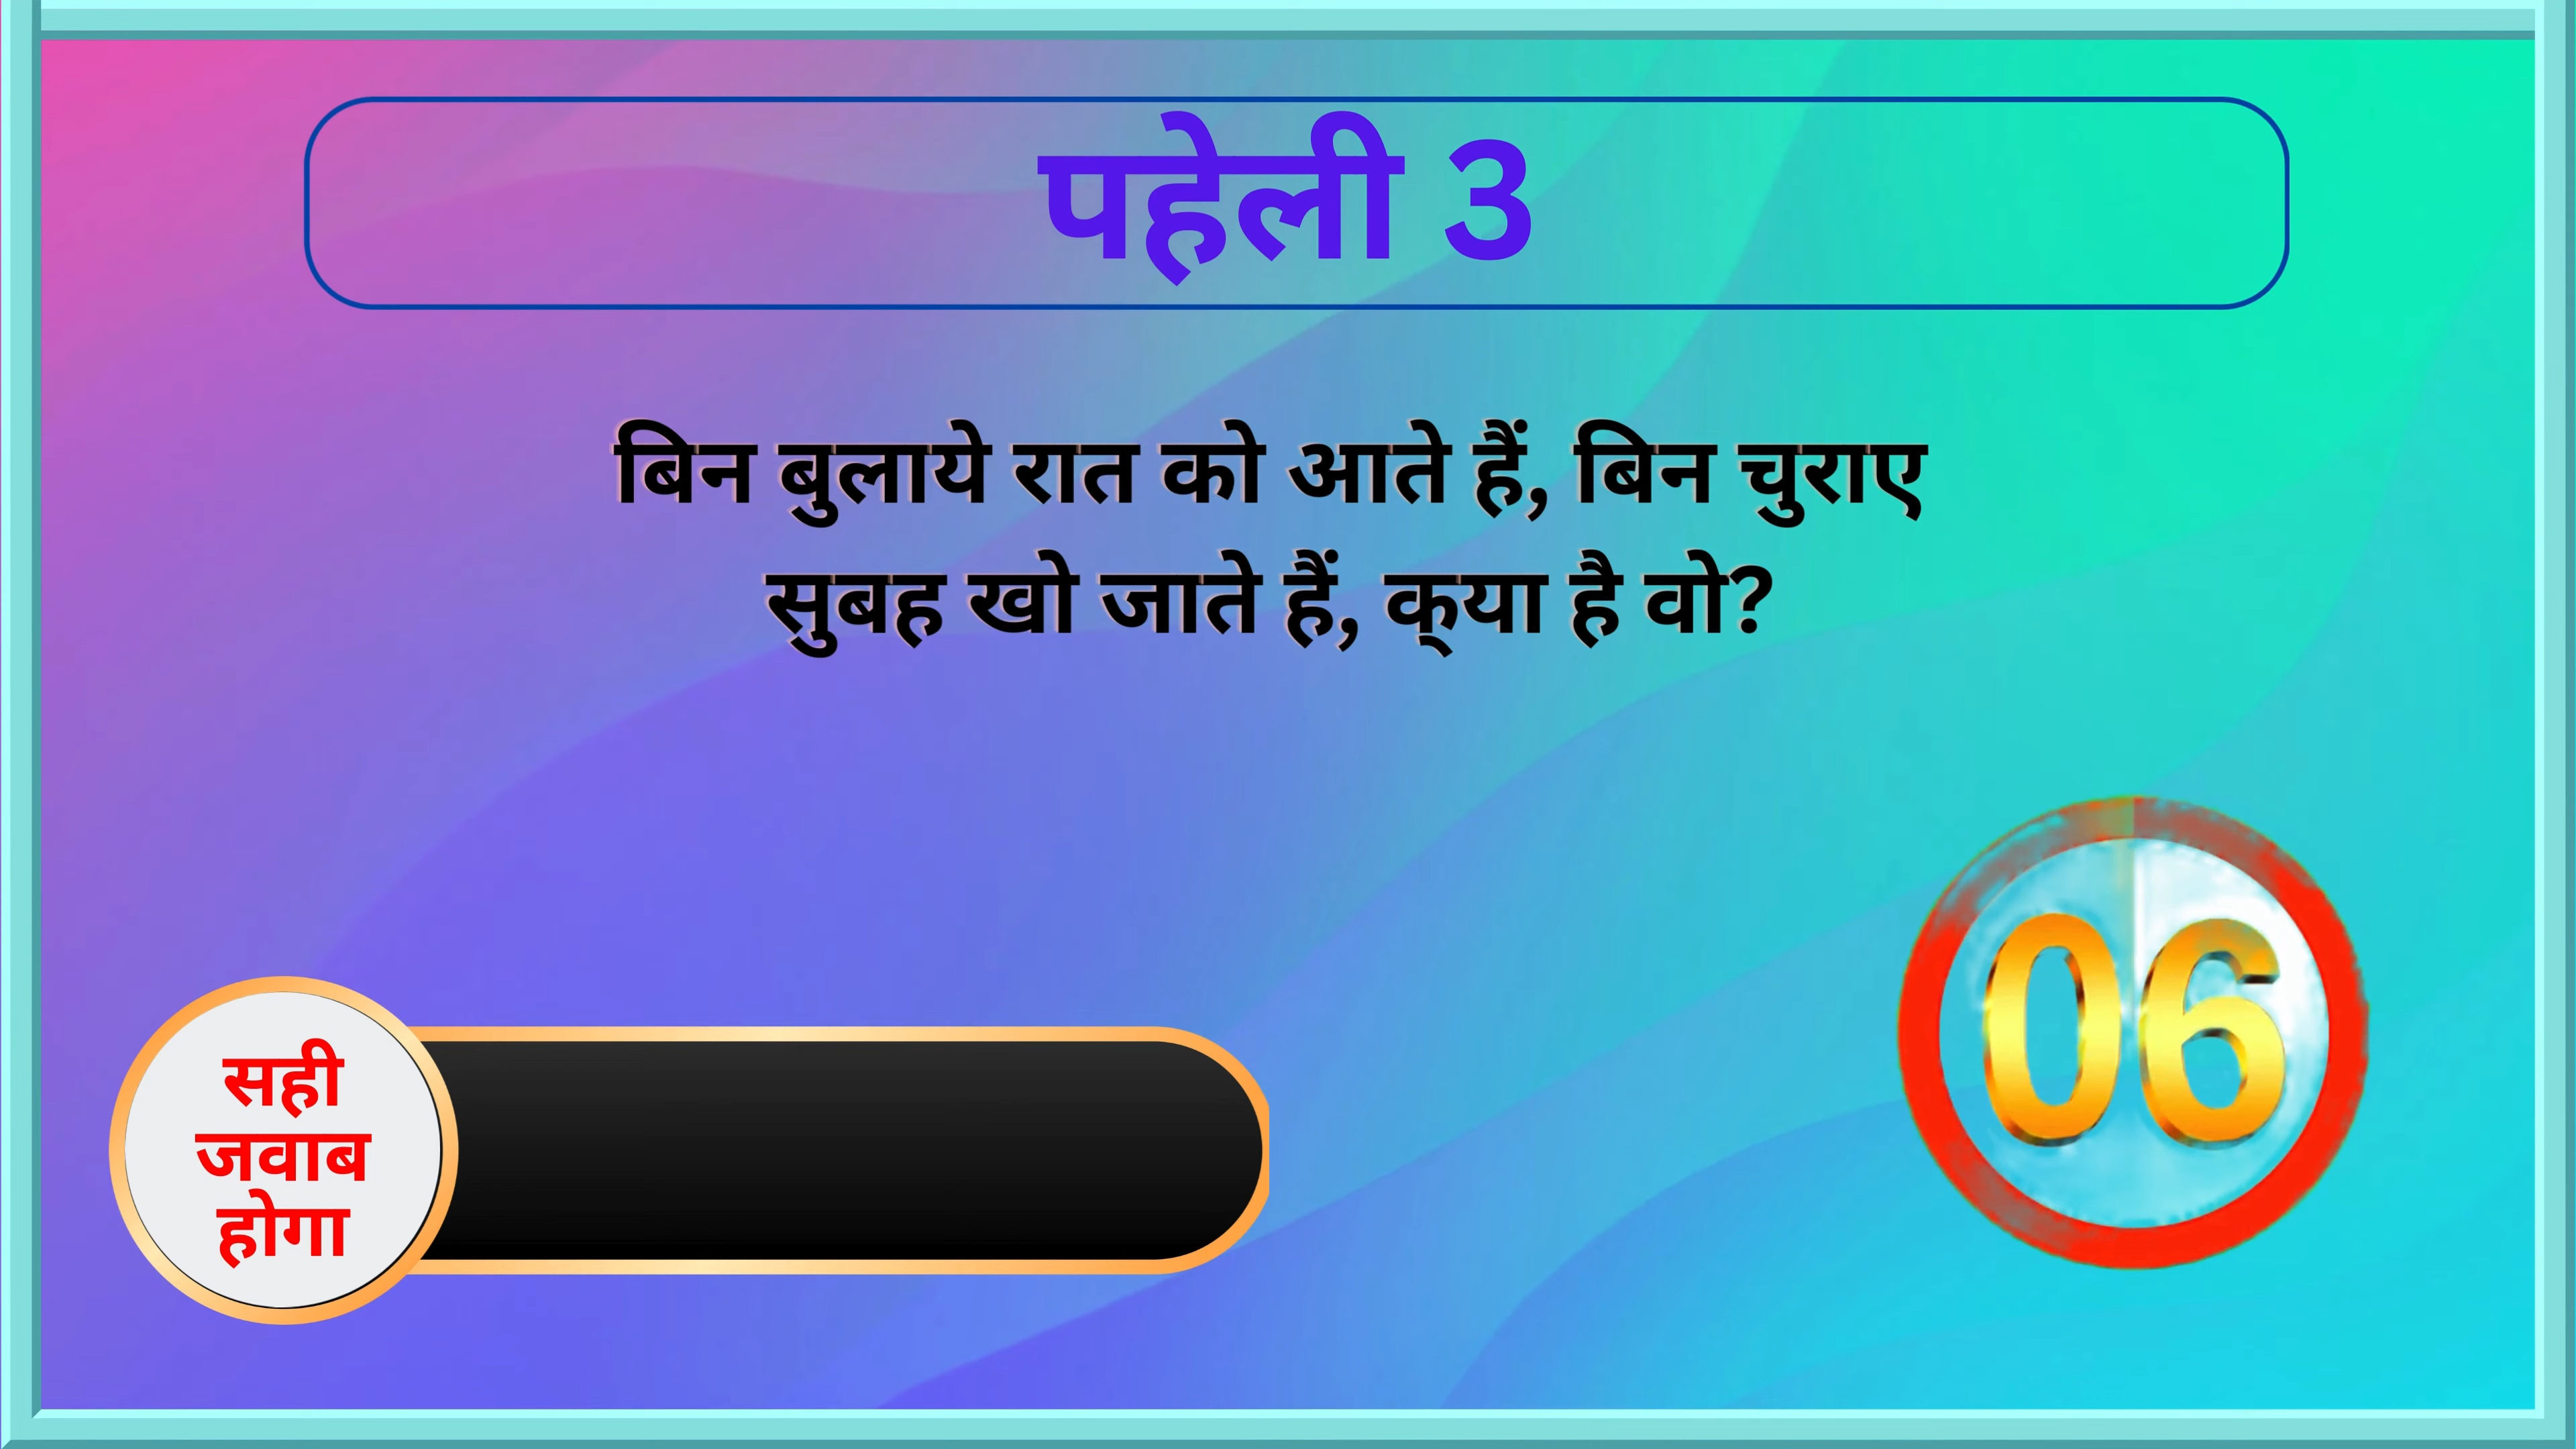 पहेली 3
बिन बुलाये रात को आते हैं, बिन चुराए
सुबह खो जाते हैं, क्‌या है वो?
06
सही
जवाब
होगा